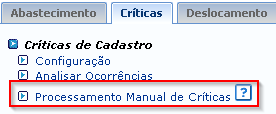 Abastecimento Críticas Deslocamento
Críticas de Cadastro
Configuração
Analisar Ocorrências
Processamento Manual de Críticas ?